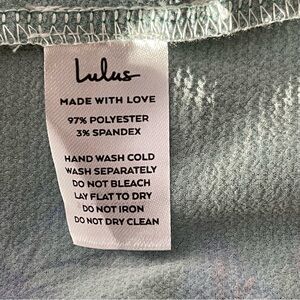 Lulus
MADE WITH LOVE
97% POLYESTER
3% SPANDEX
HAND WASH COLD
WASH SEPARATELY
DO NOT BLEACH
LAY FLAT TO DRY
DO NOT IRON
DO NOT DRY CLEAN